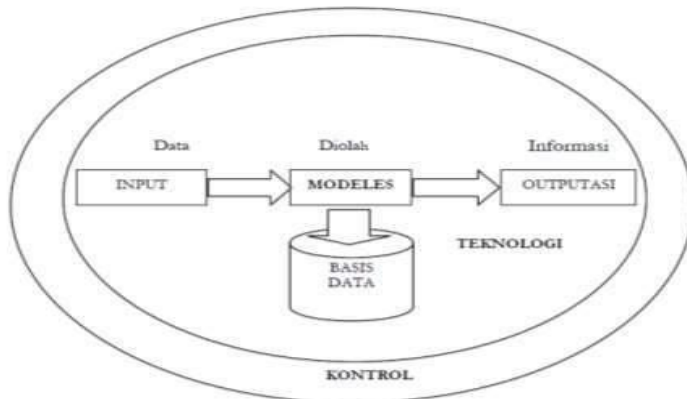 Data Diolah Informasi
INPUT MODELES OUTPUTASI
TEKNOLOGI
BASIS
DATA
KONTROL